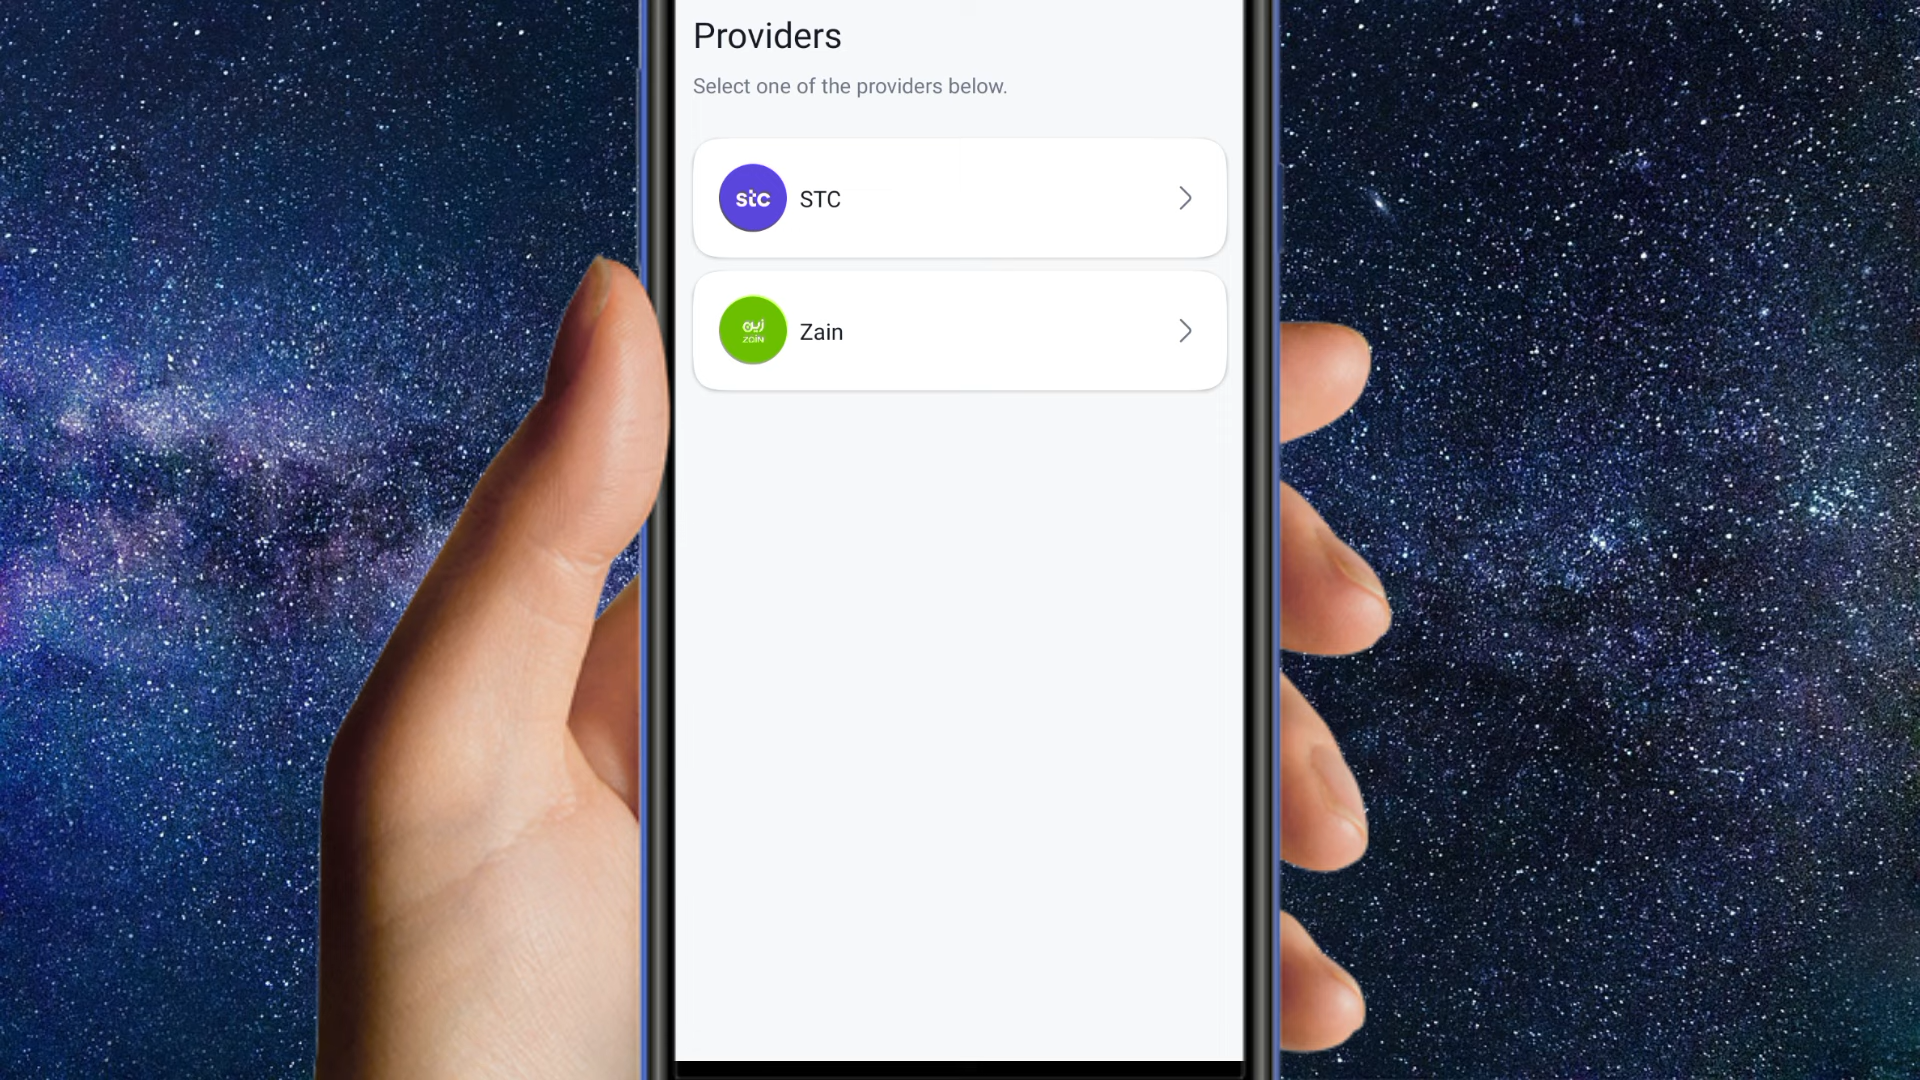 Providers
Select one of the providers below.
stc
STC
زين
zain
Zain